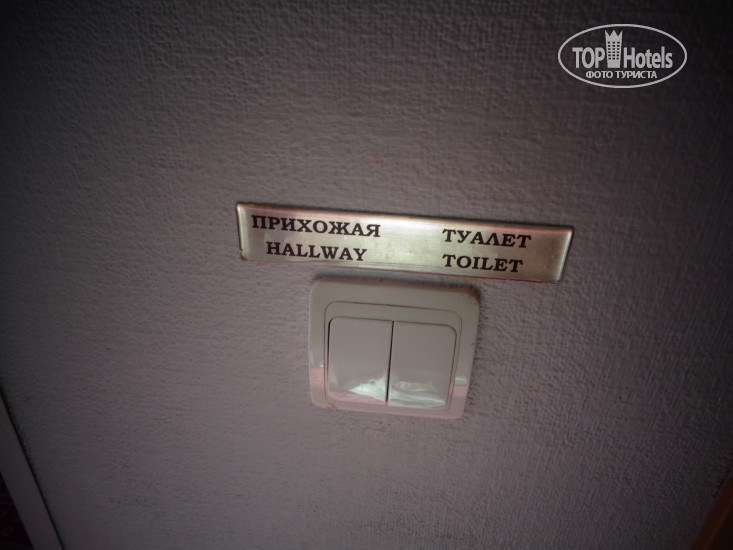 TOP Hotels
ФОТО ТУРИСТА
ПРИХОЖАЯ ТУАЛЕТ
HALLWAY TOILET